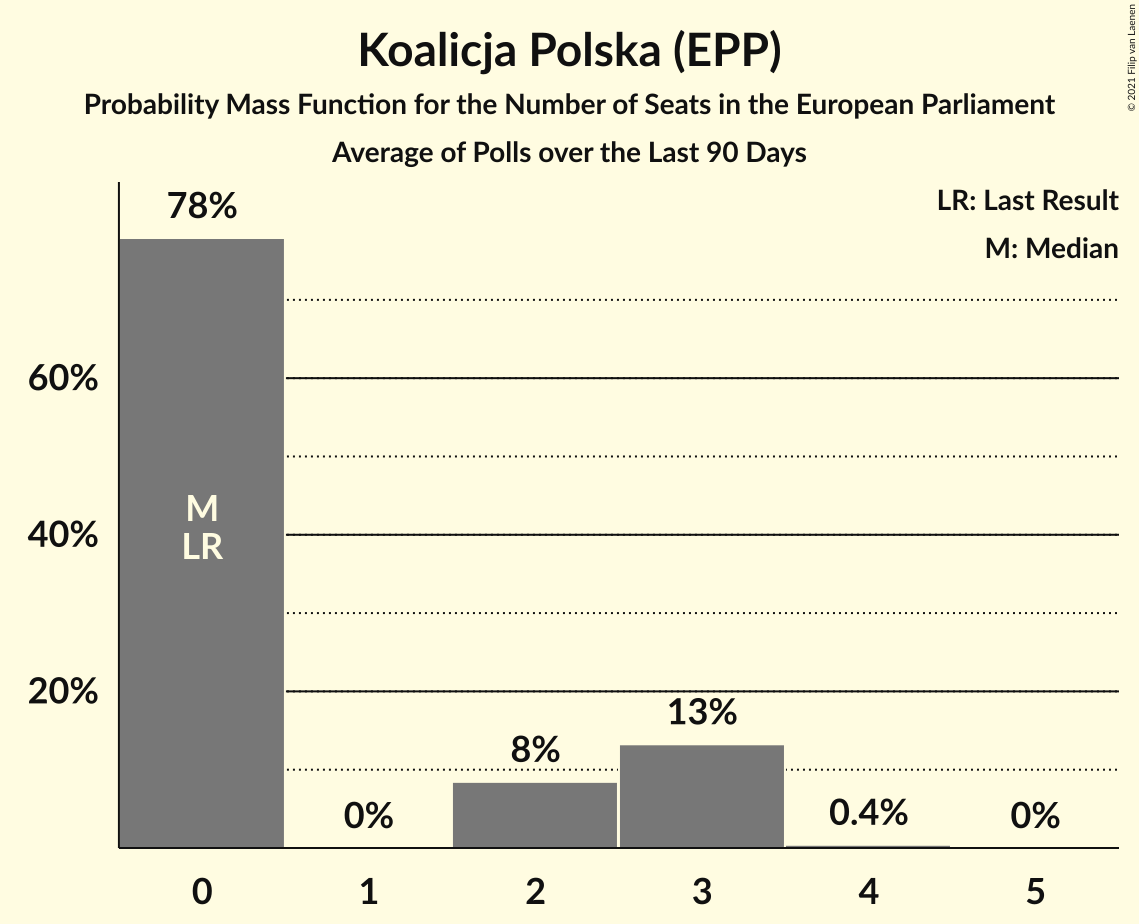 Koalicja Polska (EPP)
Probability Mass Function for the Number of Seats in the European Parliament
Average of Polls over the Last 90 Days
© 2021 Filip van Laenen
LR: Last Result
M: Median
78%
60%
40%
20%
M
LR
0%
8%
13%
0.4%
0%
0
1
2
3
4
5